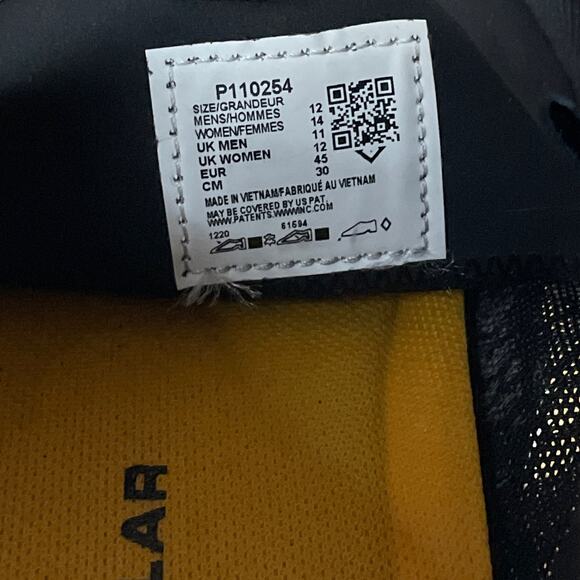 P110254
SIZE/GRANDEUR
MENS/HOMMES 12
WOMEN/FEMMES 14
UK MEN 11
UK WOMEN 12
EUR 45
CM 30
MADE IN VIETNAM/FABRIQUÉ AU VIETNAM
MAY BE COVERED BY US PAT.
WWW.PATENTS.WWWINC.COM
1220 61694
LAR